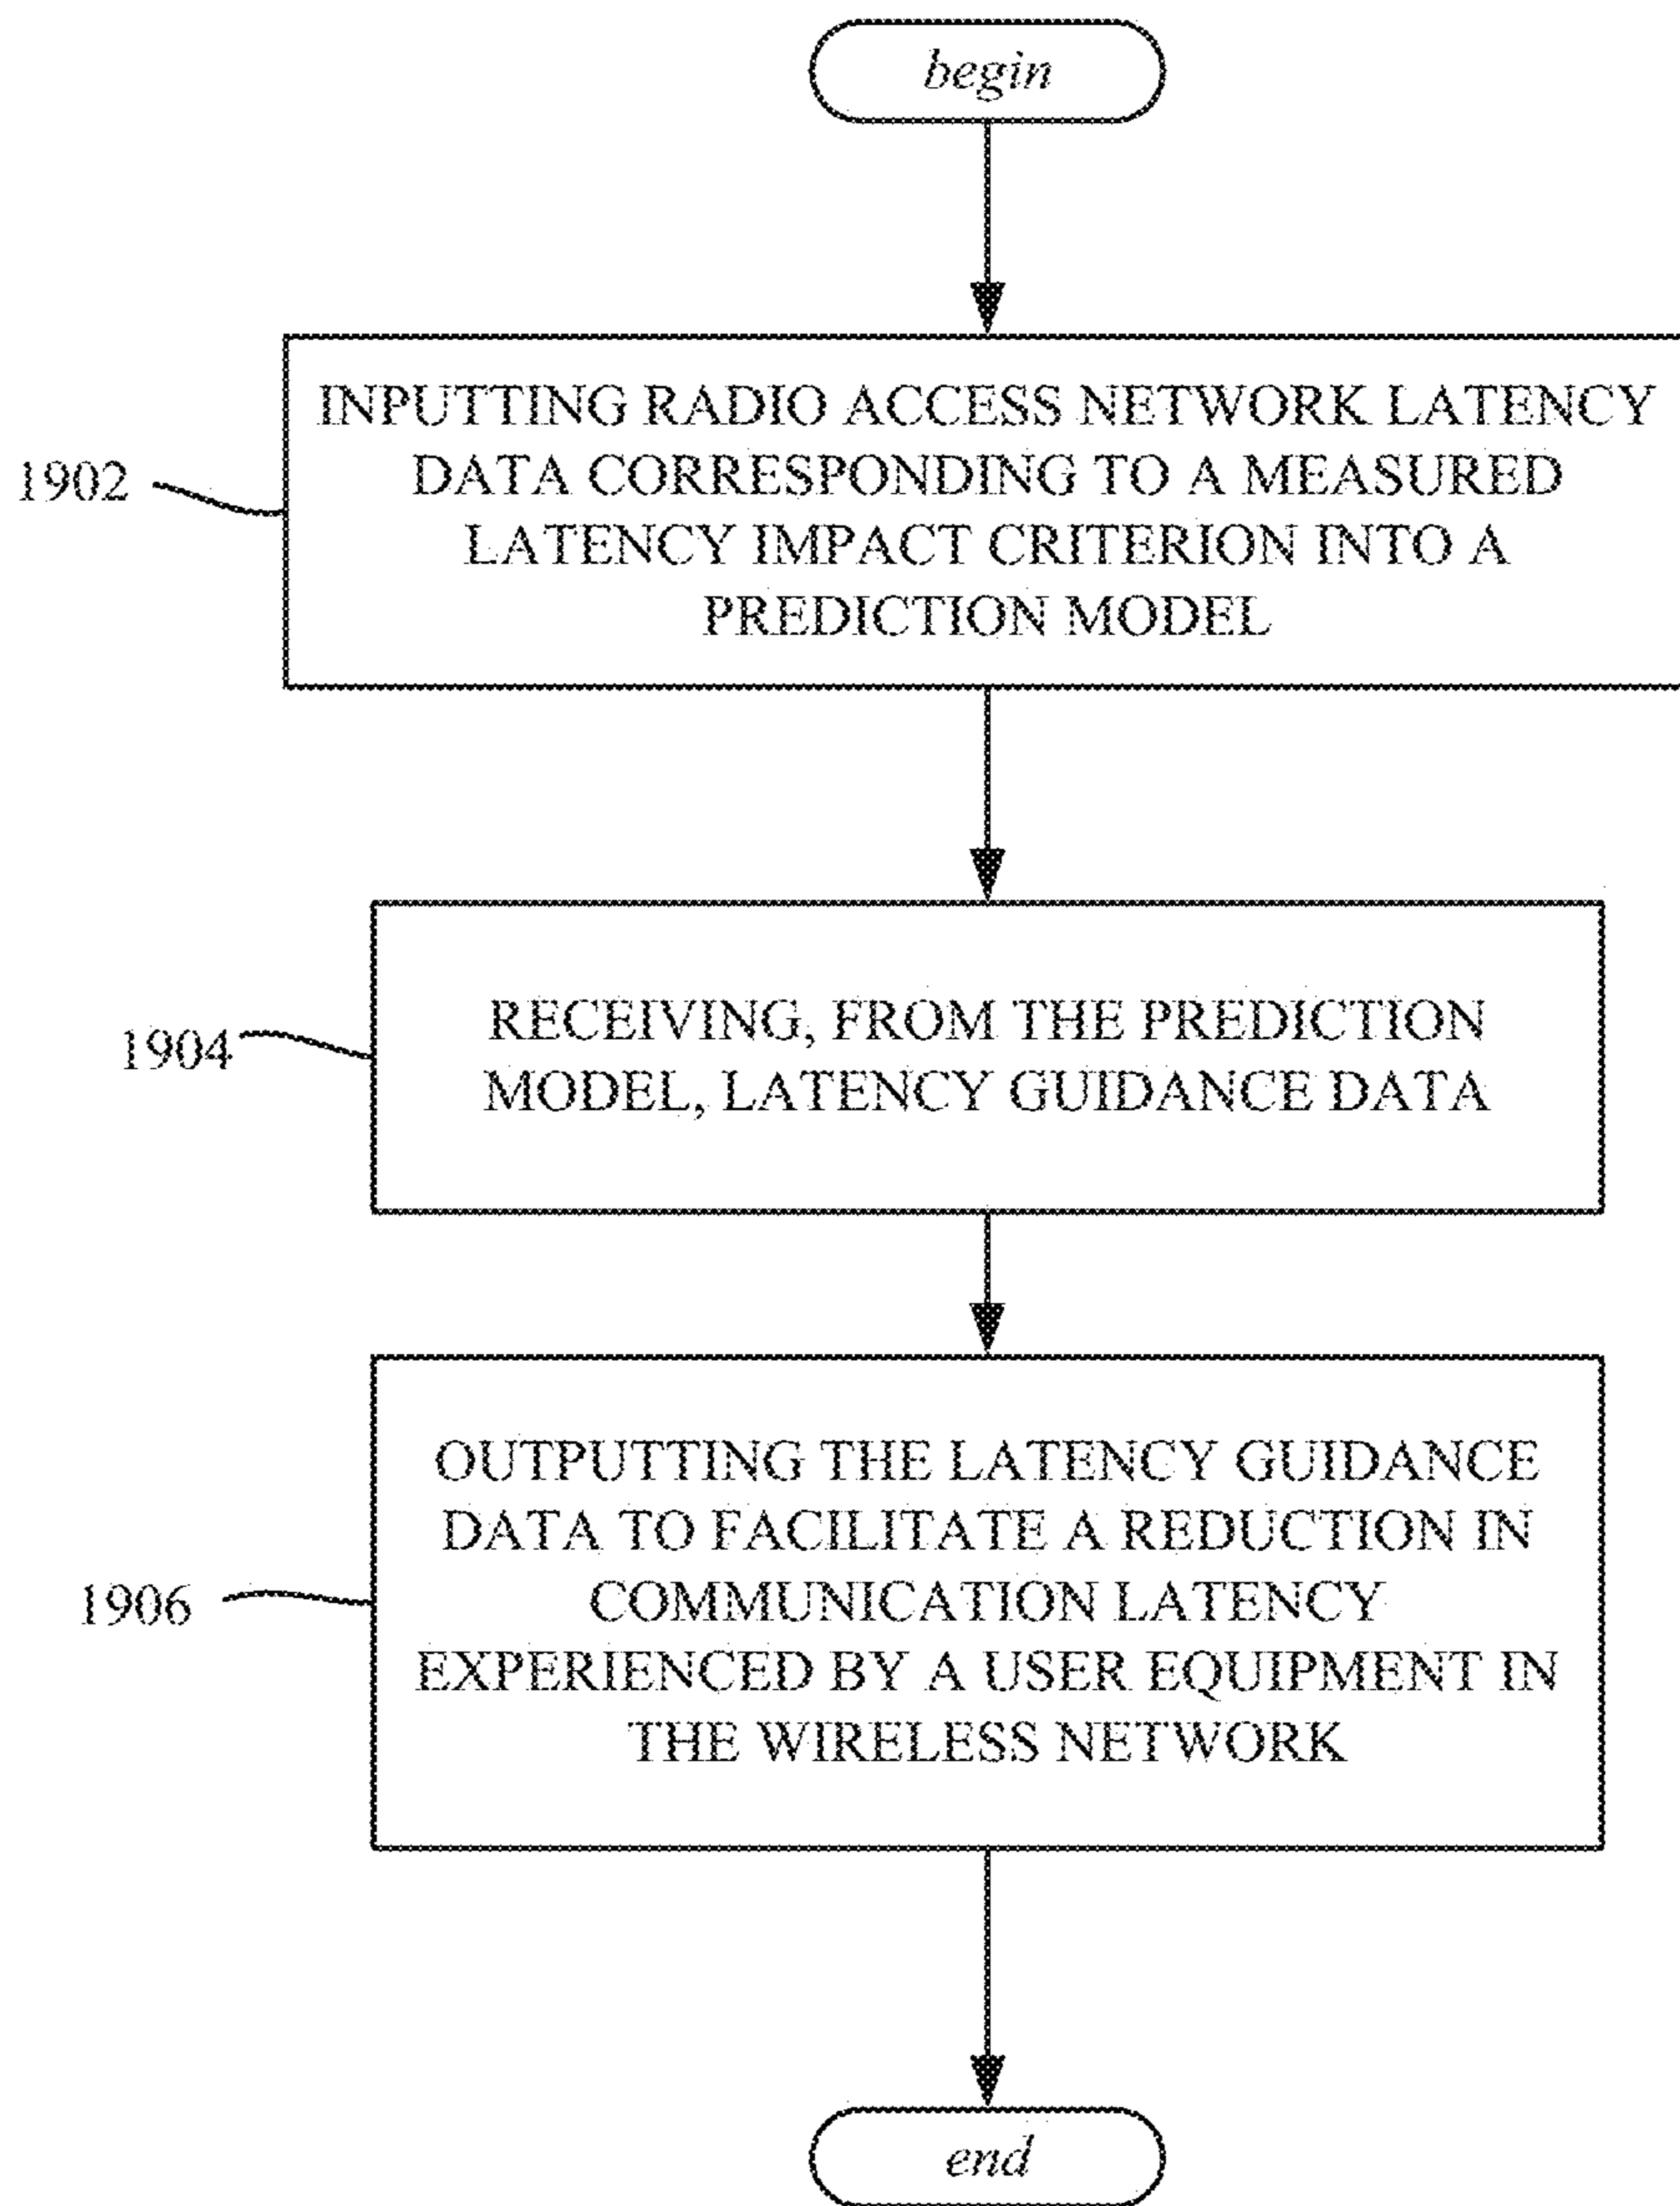 begin
INPUTTING RADIO ACCESS NETWORK LATENCY
DATA CORRESPONDING TO A MEASURED
LATENCY IMPACT CRITERION INTO A
PREDICTION MODEL
1902
RECEIVING, FROM THE PREDICTION
MODEL, LATENCY GUIDANCE DATA
1904
OUTPUTTING THE LATENCY GUIDANCE
DATA TO FACILITATE A REDUCTION IN
COMMUNICATION LATENCY
EXPERIENCED BY A USER EQUIPMENT IN
THE WIRELESS NETWORK
1906
end